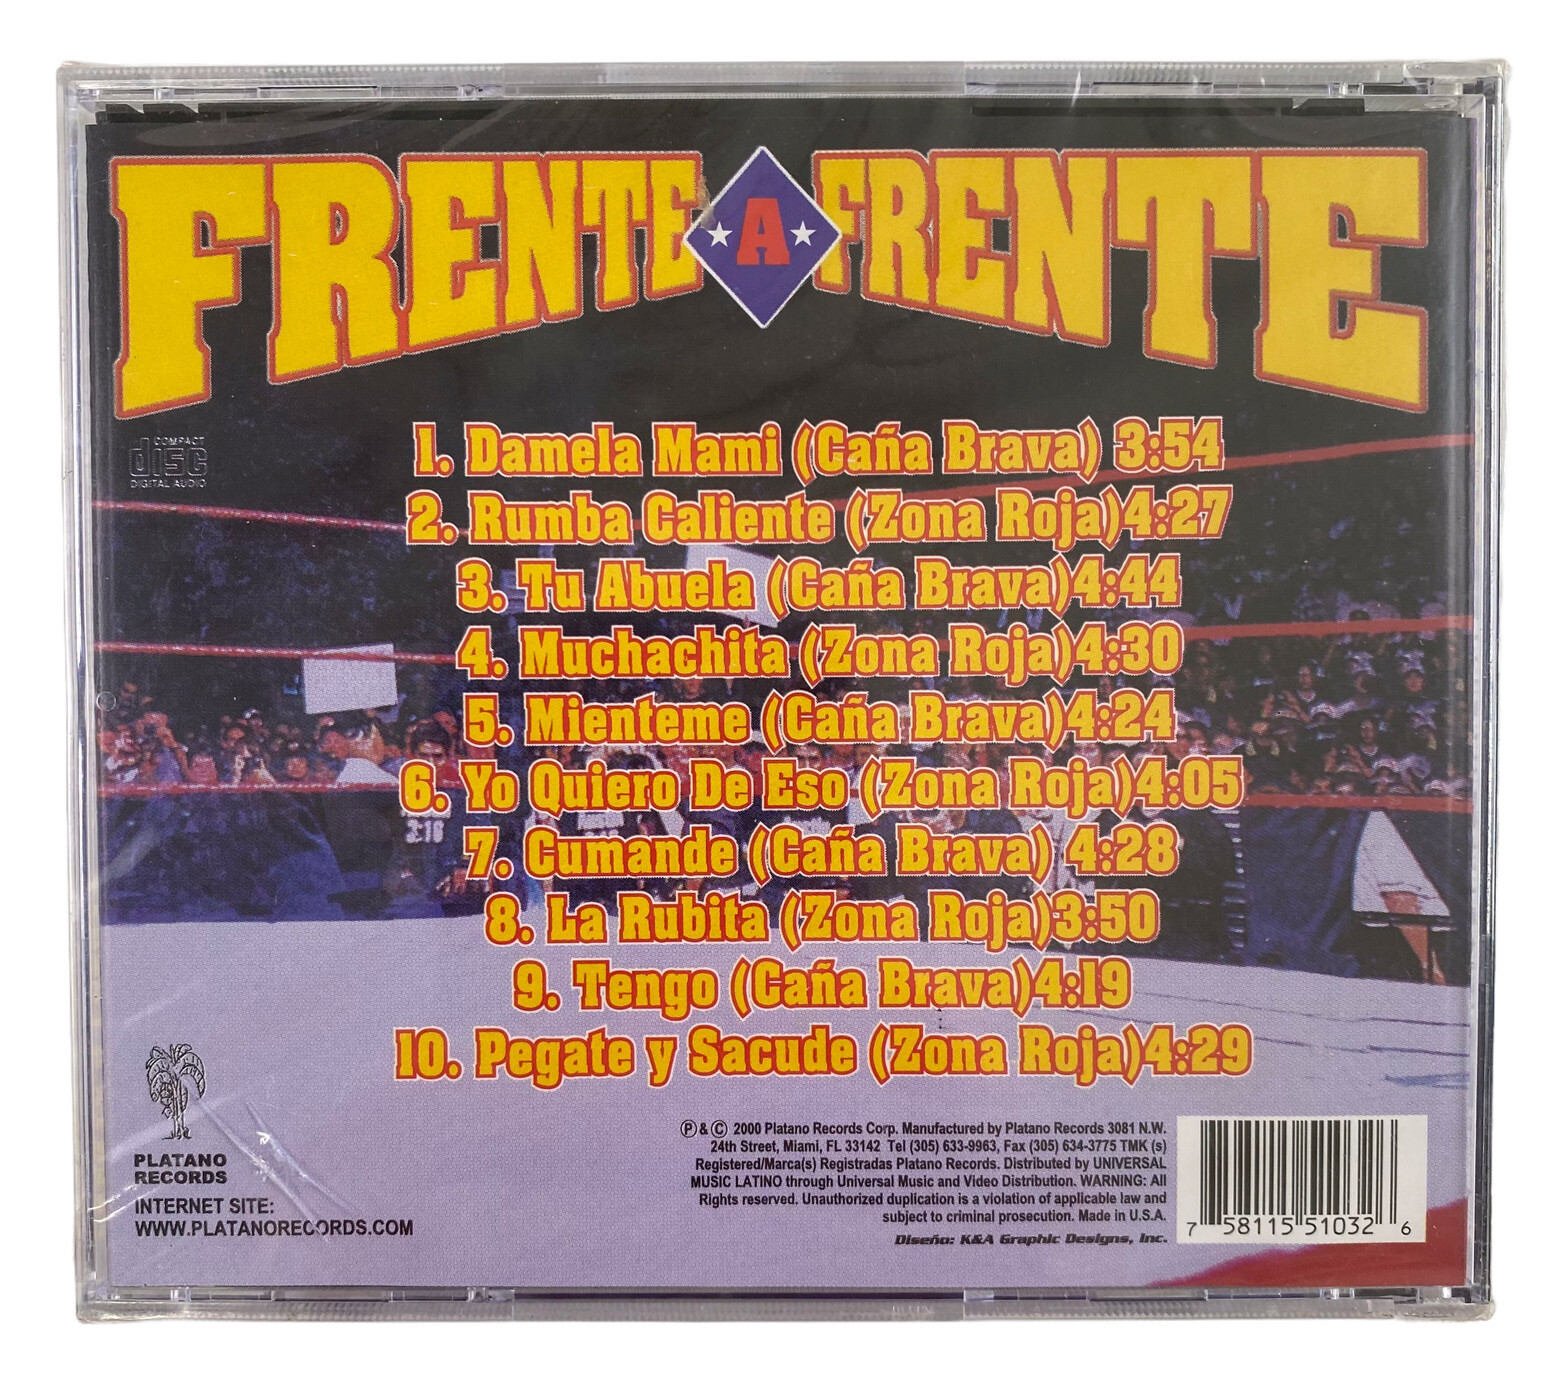 FRENTE A FRENTE
COMPACT
disc
DIGITAL AUDIO
1. Damela Mami (Caña Brava) 3:54
2. Rumba Caliente (Zona Roja)4:27
3. Tu Abuela (Caña Brava)4:44
4. Muchachita (Zona Roja)4:30
5. Mienteme (Caña Brava)4:24
6. Yo Quiero De Eso (Zona Roja)4:05
7. Cumande (Caña Brava) 4:28
8. La Rubita (Zona Roja)3:50
9. Tengo (Caña Brava)4:19
10. Pegate y Sacude (Zona Roja)4:29
PLATANO
RECORDS
INTERNET SITE:
WWW.PLATANORECORDS.COM
Ⓟ & Ⓒ 2000 Platano Records Corp. Manufactured by Platano Records 3081 N.W.
24th Street, Miami, FL 33142 Tel (305) 633-9963, Fax (305) 634-3775 TMK (s)
Registered/Marca(s) Registradas Platano Records. Distributed by UNIVERSAL
MUSIC LATINO through Universal Music and Video Distribution. WARNING: All
Rights reserved. Unauthorized duplication is a violation of applicable law and
subject to criminal prosecution. Made in U.S.A.
Diseño: K&A Graphic Designs, Inc.
7 58115 51032 6